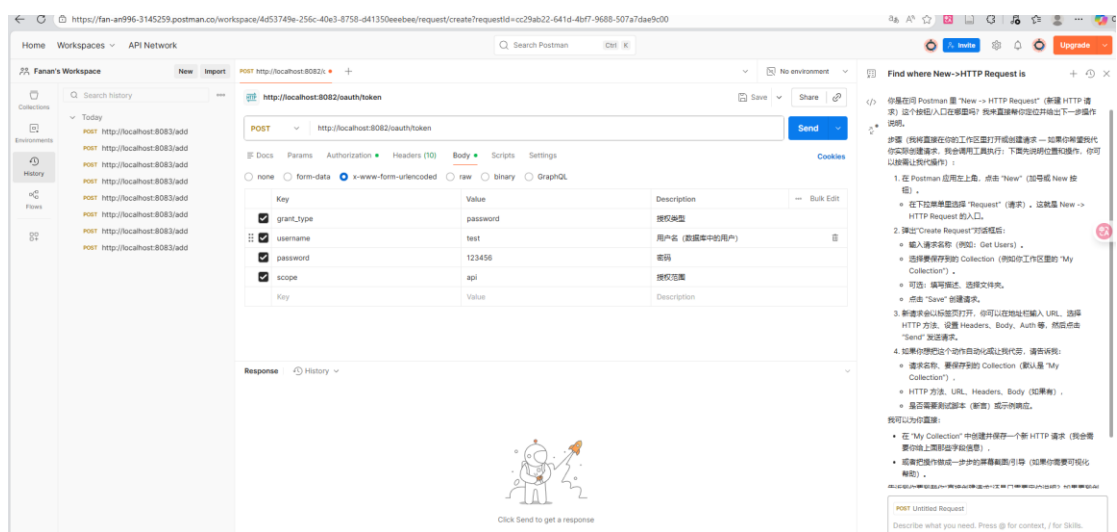 https://fan-an996-3145259.postman.co/workspace/4d53749e-256c-40e3-8758-d41350eeebee/request/create?requestId=cc29ab22-641d-4bf7-9688-507a7dae9c00
Home Workspaces API Network
Search Postman Ctrl K
Invite
Upgrade
Fanan's Workspace New Import
Collections
Environments
History
Flows
Search history
Today
POST http://localhost:8083/add
POST http://localhost:8083/add
POST http://localhost:8083/add
POST http://localhost:8083/add
POST http://localhost:8083/add
POST http://localhost:8083/add
POST http://localhost:8083/add
POST http://localhost:8083/add
POST http://localhost:8082/c
No environment
http://localhost:8082/oauth/token
Save Share
POST http://localhost:8082/oauth/token Send
Docs Params Authorization Headers (10) Body Scripts Settings Cookies
none form-data x-www-form-urlencoded raw binary GraphQL
Key Value Description Bulk Edit
grant_type password 授权类型
username test 用户名（数据库中的用户）
password 123456 密码
scope api 授权范围
Key Value Description
Response History
Click Send to get a response
Find where New->HTTP Request is
你是在问 Postman 里 "New -> HTTP Request"（新建 HTTP 请
求）这个按钮/入口在哪里吗？我来直接帮你定位并给出下一步操作
说明。
步骤（我将直接在你的工作区里打开或创建请求 — 如果你希望我代
你实际创建请求，我会调用工具执行；下面先说明位置和操作，你可
以按需让我代操作）：
1. 在 Postman 应用左上角，点击 "New"（加号或 New 按
钮）。
在下拉菜单里选择 "Request"（请求）。这就是 New ->
HTTP Request 的入口。
2. 弹出"Create Request"对话框后：
输入请求名称（例如：Get Users）。
选择要保存到的 Collection（例如你工作区里的 "My
Collection"）。
可选：填写描述、选择文件夹。
点击 "Save" 创建请求。
3. 新请求会以标签页打开，你可以在地址栏输入 URL、选择
HTTP 方法、设置 Headers、Body、Auth 等，然后点击
"Send" 发送请求。
4. 如果你想把这个动作自动化或让我代劳，请告诉我：
请求名称、要保存到的 Collection（默认是 "My
Collection"），
HTTP 方法、URL、Headers、Body（如果有），
是否需要测试脚本（断言）或示例响应。
我可以为你直接：
在 "My Collection" 中创建并保存一个新 HTTP 请求（我会需
要你给上面那些字段信息），
或者把操作做成一步步的屏幕截图/引导（如果你需要可视化
帮助）。
POST Untitled Request
Describe what you need. Press @ for context, / for Skills.